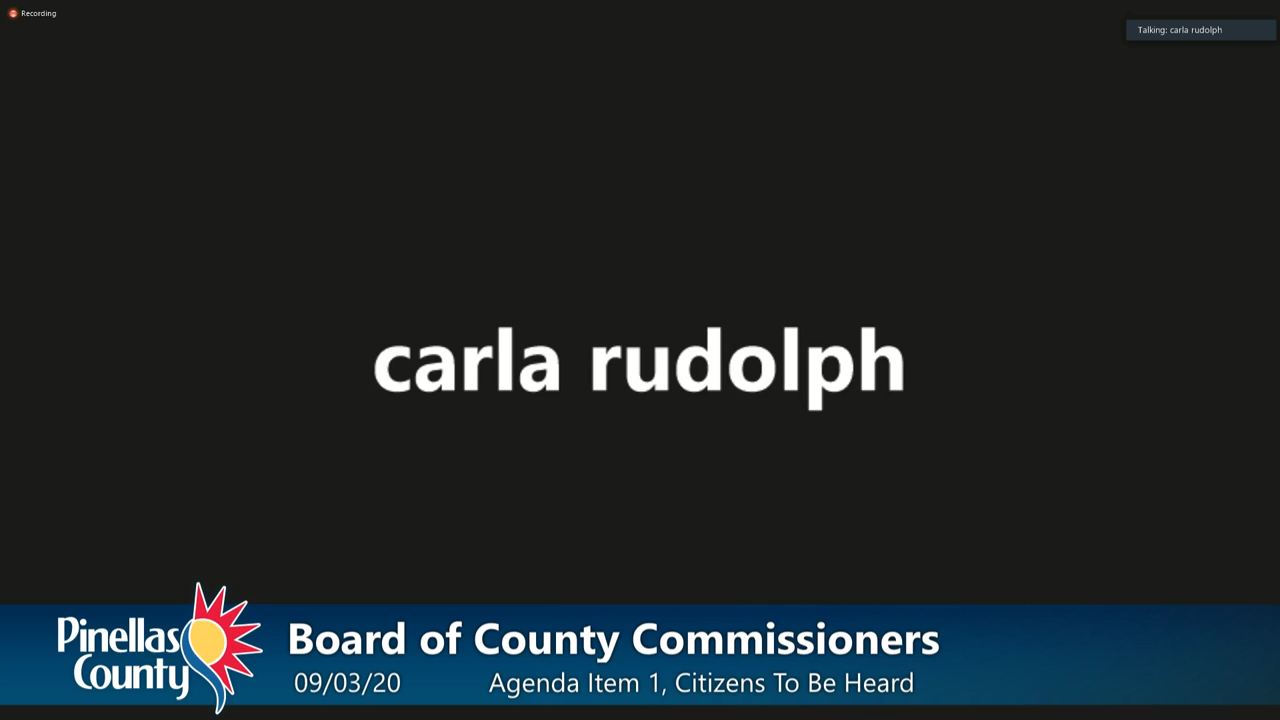 Recording
Talking: carla rudolph
carla rudolph
Pinellas
County
Board of County Commissioners
09/03/20 Agenda Item 1, Citizens To Be Heard